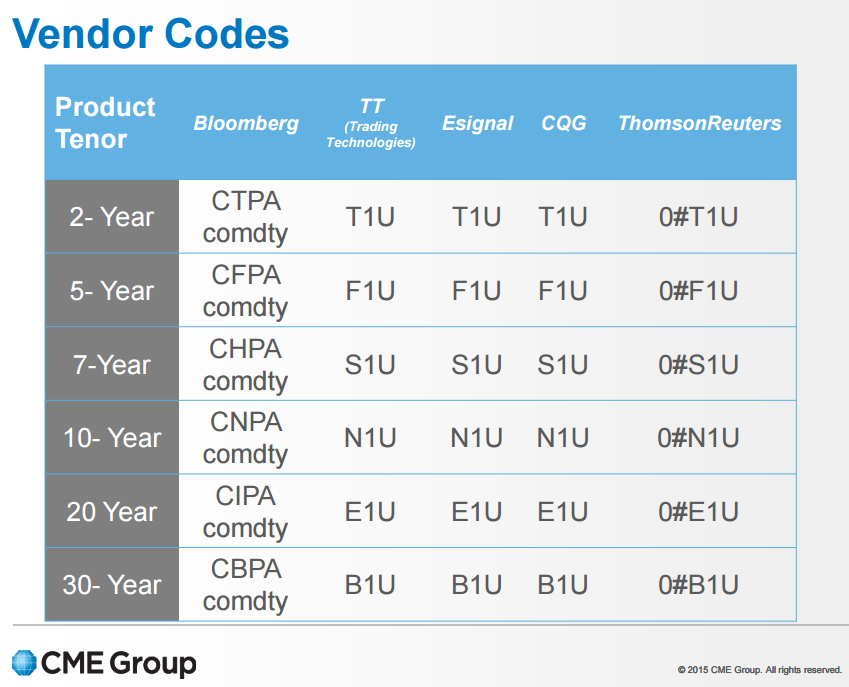 Vendor Codes
Product Tenor Bloomberg TT (Trading Technologies) Esignal CQG ThomsonReuters
2- Year CTPA comdty T1U T1U T1U 0#T1U
5- Year CFPA comdty F1U F1U F1U 0#F1U
7-Year CHPA comdty S1U S1U S1U 0#S1U
10- Year CNPA comdty N1U N1U N1U 0#N1U
20 Year CIPA comdty E1U E1U E1U 0#E1U
30- Year CBPA comdty B1U B1U B1U 0#B1U
CME Group
© 2015 CME Group. All rights reserved.